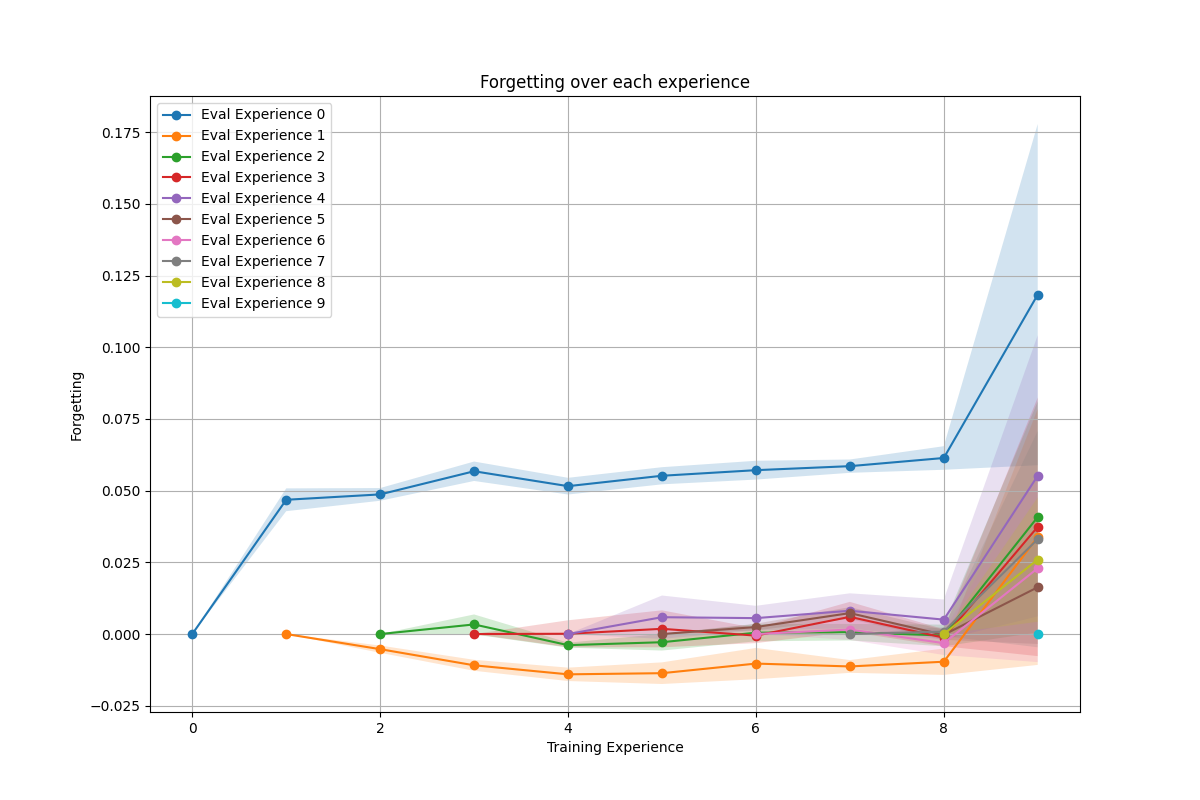 Forgetting over each experience
Eval Experience 0
Eval Experience 1
Eval Experience 2
Eval Experience 3
Eval Experience 4
Eval Experience 5
Eval Experience 6
Eval Experience 7
Eval Experience 8
Eval Experience 9
0.175
0.150
0.125
0.100
0.075
0.050
0.025
0.000
−0.025
Forgetting
0 2 4 6 8
Training Experience